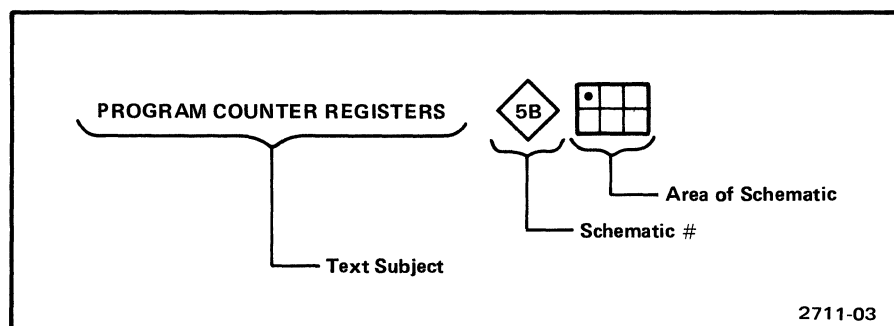 PROGRAM COUNTER REGISTERS 5B
Area of Schematic
Schematic #
Text Subject
2711-03